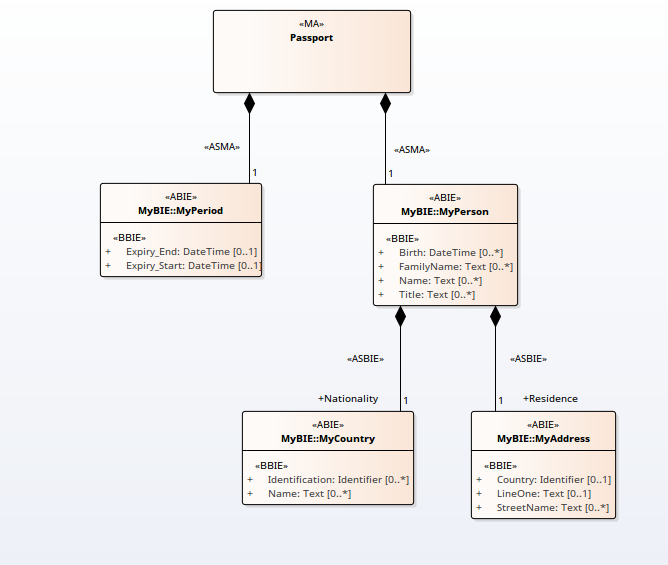 «MA»
Passport
«ASMA»
«ASMA»
1
1
«ABIE»
MyBIE::MyPeriod
«BBIE»
+ Expiry_End: DateTime [0..1]
+ Expiry_Start: DateTime [0..1]
«ABIE»
MyBIE::MyPerson
«BBIE»
+ Birth: DateTime [0..*]
+ FamilyName: Text [0..*]
+ Name: Text [0..*]
+ Title: Text [0..*]
«ASBIE»
«ASBIE»
+Nationality
1
1
+Residence
«ABIE»
MyBIE::MyCountry
«BBIE»
+ Identification: Identifier [0..*]
+ Name: Text [0..*]
«ABIE»
MyBIE::MyAddress
«BBIE»
+ Country: Identifier [0..1]
+ LineOne: Text [0..1]
+ StreetName: Text [0..*]